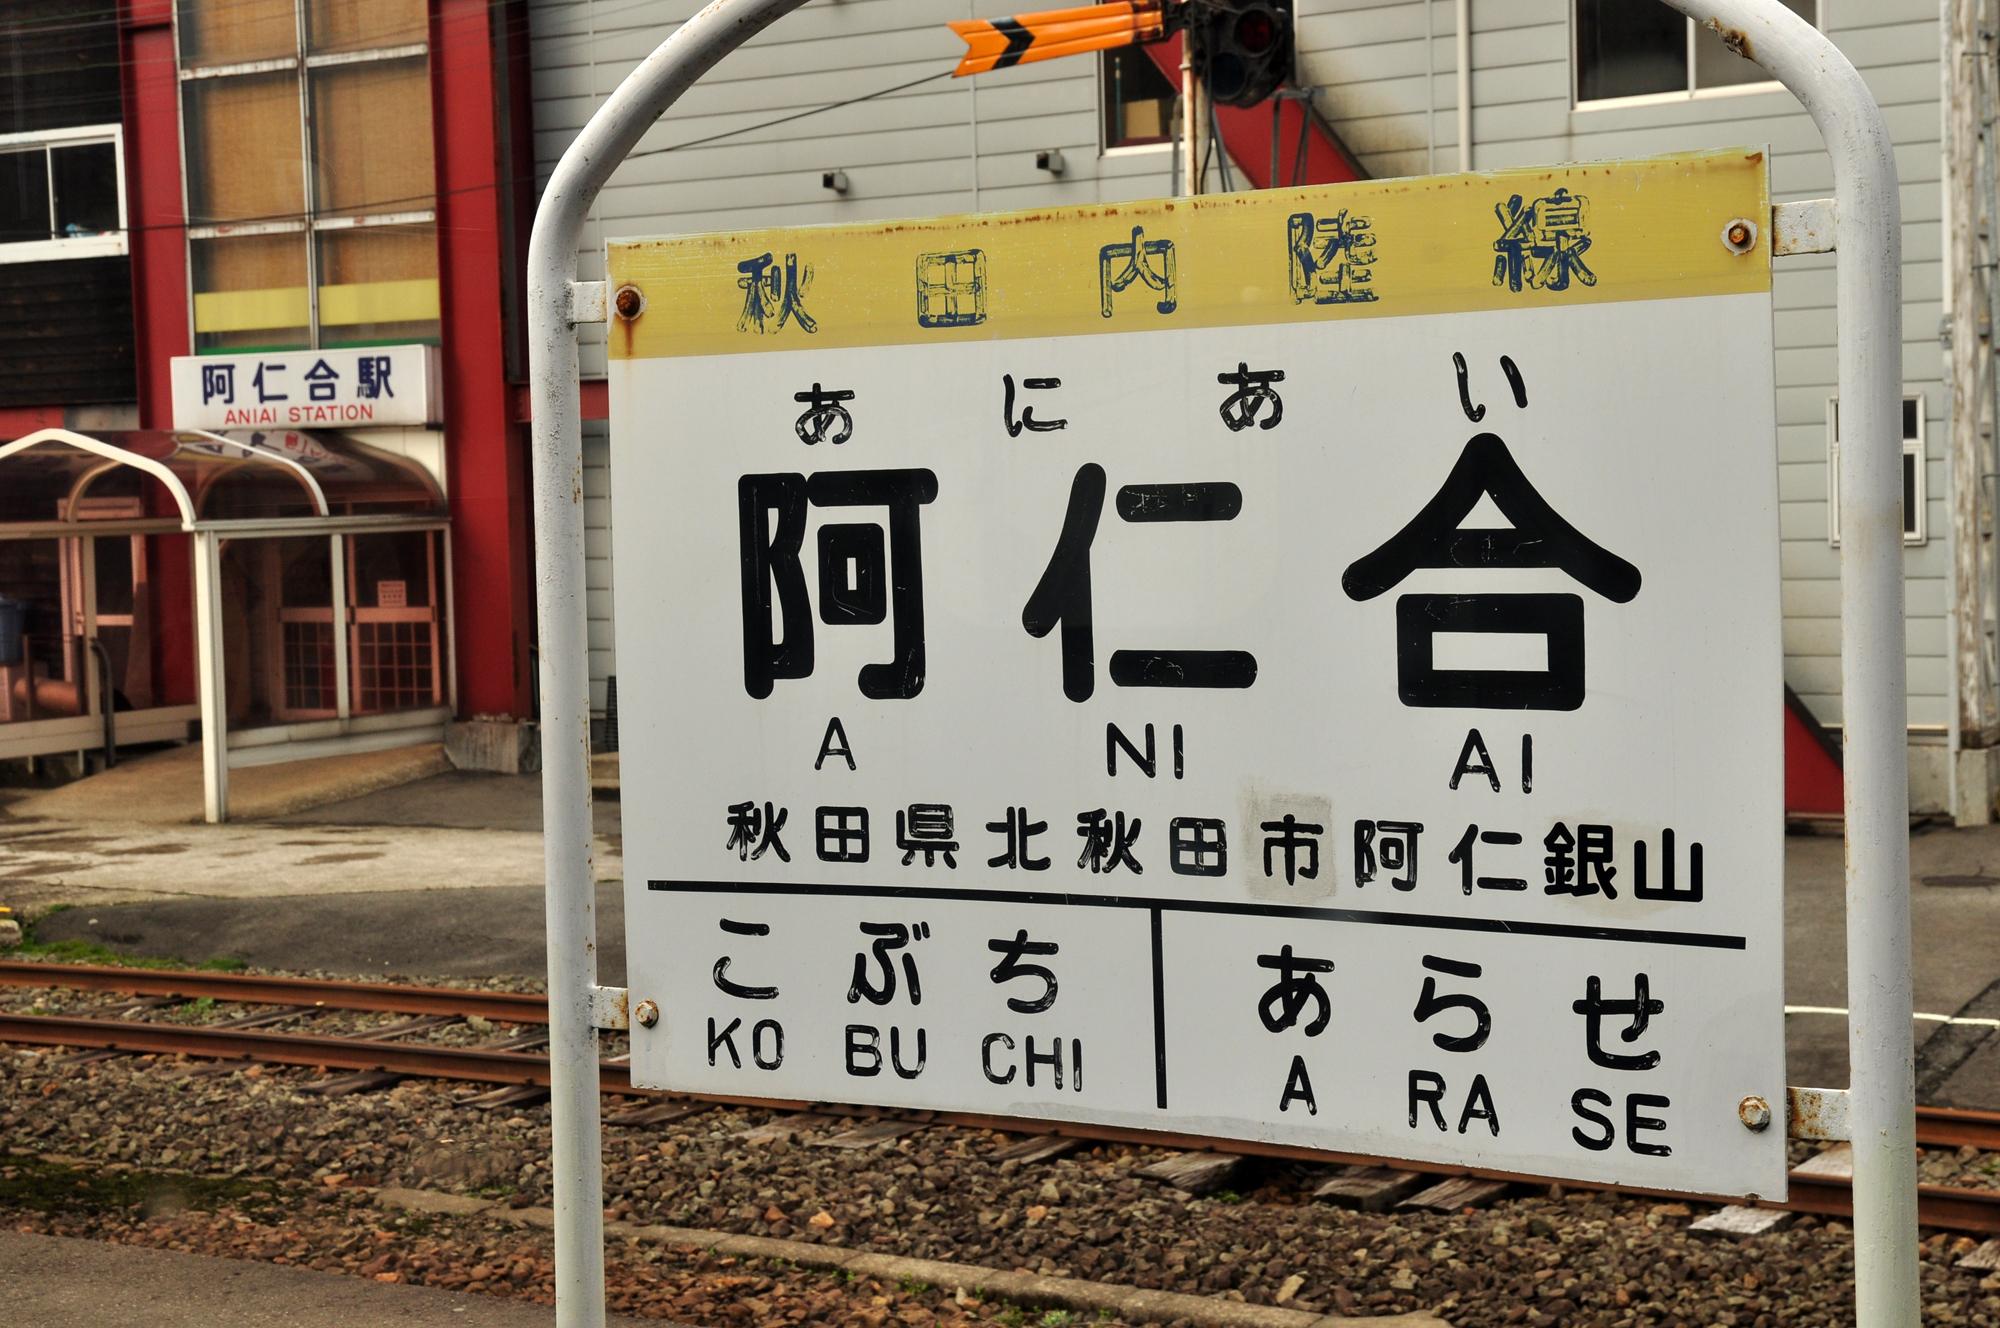 阿仁合駅
ANIAI STATION
秋田内陸線
あにあい
阿仁合
A NI AI
秋田県北秋田市阿仁銀山
こぶち あらせ
KO BU CHI A RA SE